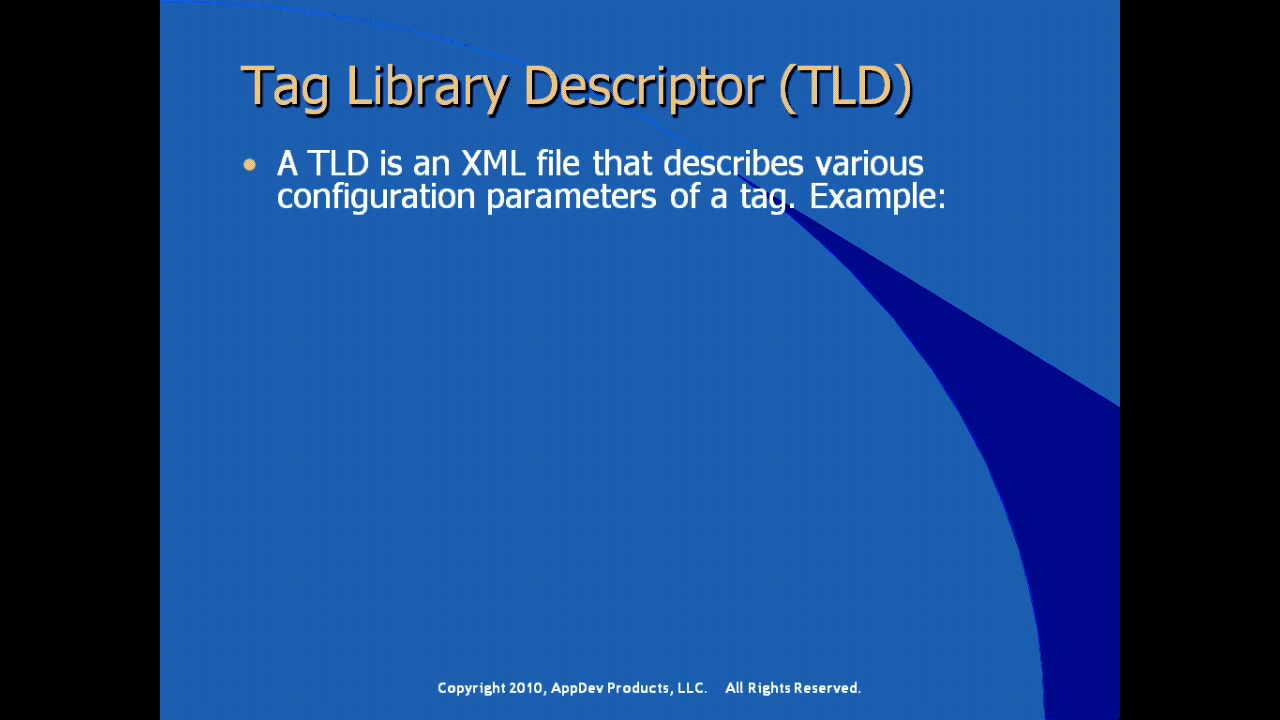 Tag Library Descriptor (TLD)
• A TLD is an XML file that describes various
configuration parameters of a tag. Example:
Copyright 2010, AppDev Products, LLC. All Rights Reserved.